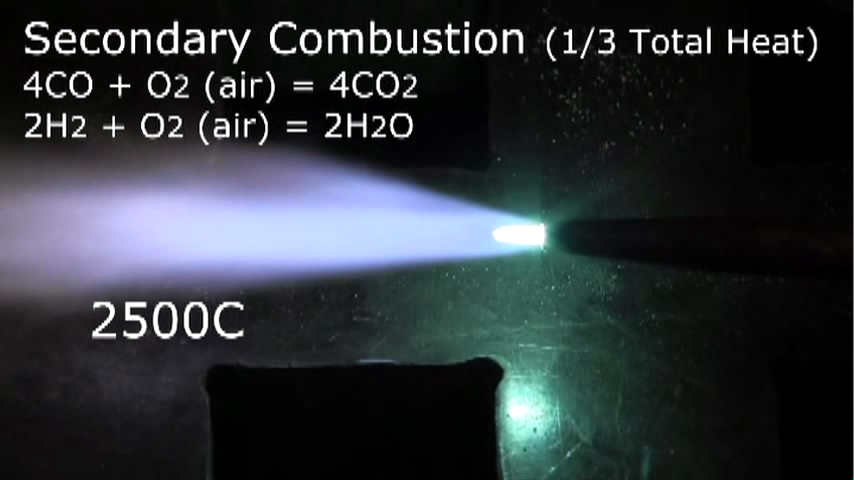 Secondary Combustion (1/3 Total Heat)
4CO + O2 (air) = 4CO2
2H2 + O2 (air) = 2H2O
2500C